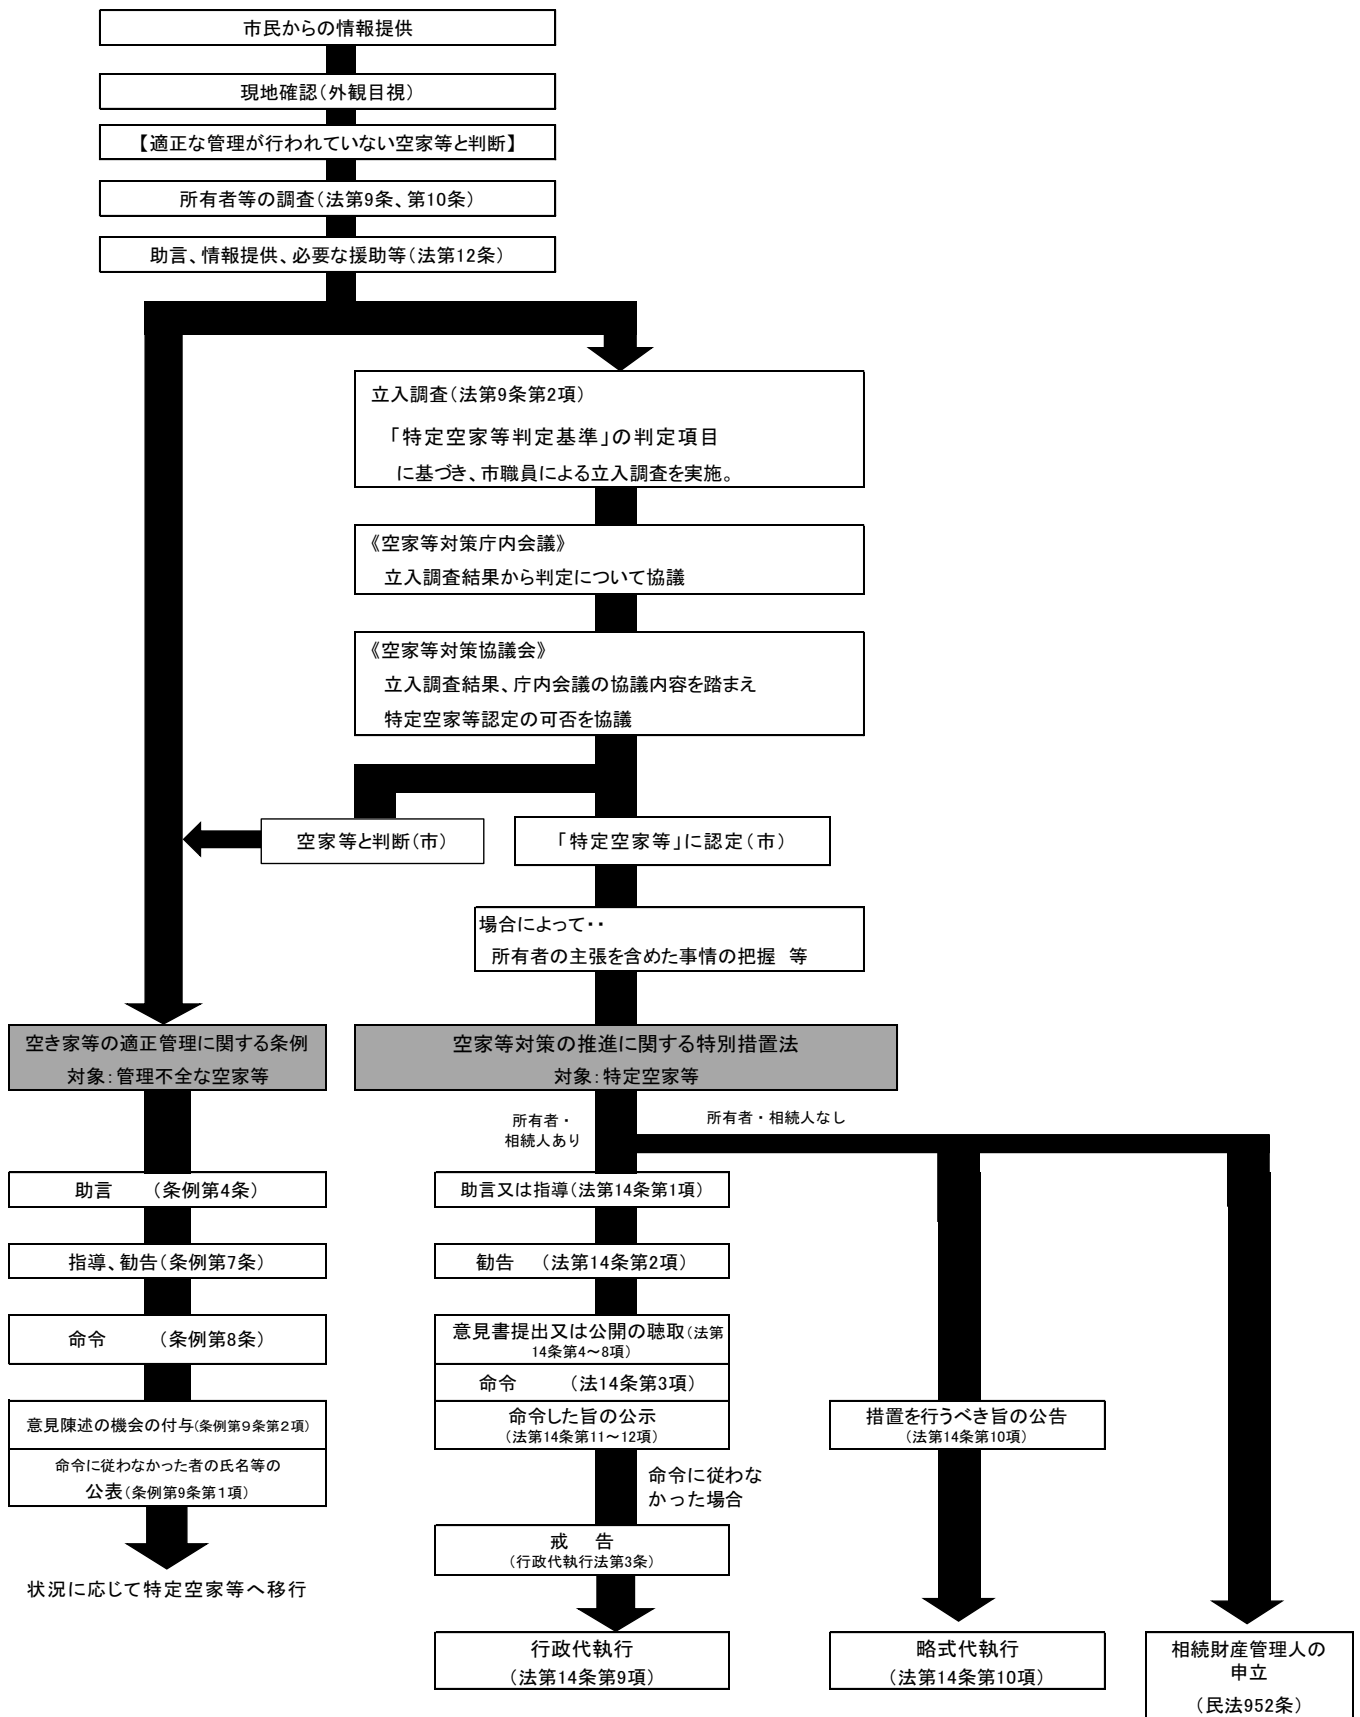 市民からの情報提供
現地確認(外観目視)
【適正な管理が行われていない空家等と判断】
所有者等の調査(法第9条、第10条)
助言、情報提供、必要な援助等(法第12条)
立入調査(法第9条第2項)
「特定空家等判定基準」の判定項目
に基づき、市職員による立入調査を実施。
《空家等対策庁内会議》
立入調査結果から判定について協議
《空家等対策協議会》
立入調査結果、庁内会議の協議内容を踏まえ
特定空家等認定の可否を協議
空家等と判断(市)
「特定空家等」に認定(市)
場合によって・・
所有者の主張を含めた事情の把握　等
空き家等の適正管理に関する条例
対象:管理不全な空家等
空家等対策の推進に関する特別措置法
対象:特定空家等
所有者・
相続人あり
所有者・相続人なし
助言　　(条例第4条)
指導、勧告(条例第7条)
命令　　　(条例第8条)
意見陳述の機会の付与(条例第9条第2項)
命令に従わなかった者の氏名等の
公表(条例第9条第1項)
状況に応じて特定空家等へ移行
助言又は指導(法第14条第1項)
勧告　(法第14条第2項)
意見書提出又は公開の聴取(法第
14条第4～8項)
命令　　　(法14条第3項)
命令した旨の公示
(法第14条第11～12項)
命令に従わな
かった場合
戒　告
(行政代執行法第3条)
行政代執行
(法第14条第9項)
措置を行うべき旨の公告
(法第14条第10項)
略式代執行
(法第14条第10項)
相続財産管理人の
申立
(民法952条)